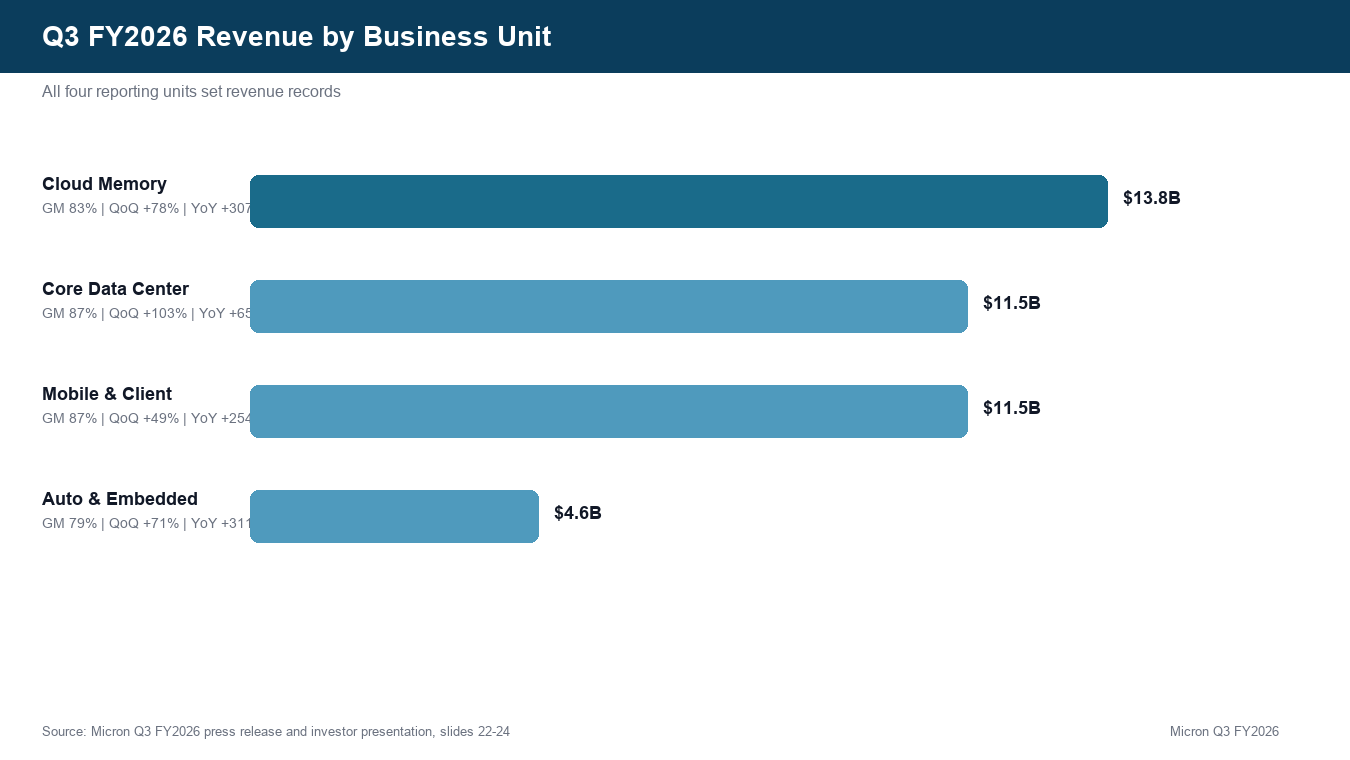 Q3 FY2026 Revenue by Business Unit
All four reporting units set revenue records
Cloud Memory
GM 83% | QoQ +78% | YoY +307
$13.8B
Core Data Center
GM 87% | QoQ +103% | YoY +65
$11.5B
Mobile & Client
GM 87% | QoQ +49% | YoY +254
$11.5B
Auto & Embedded
GM 79% | QoQ +71% | YoY +311
$4.6B
Source: Micron Q3 FY2026 press release and investor presentation, slides 22-24
Micron Q3 FY2026